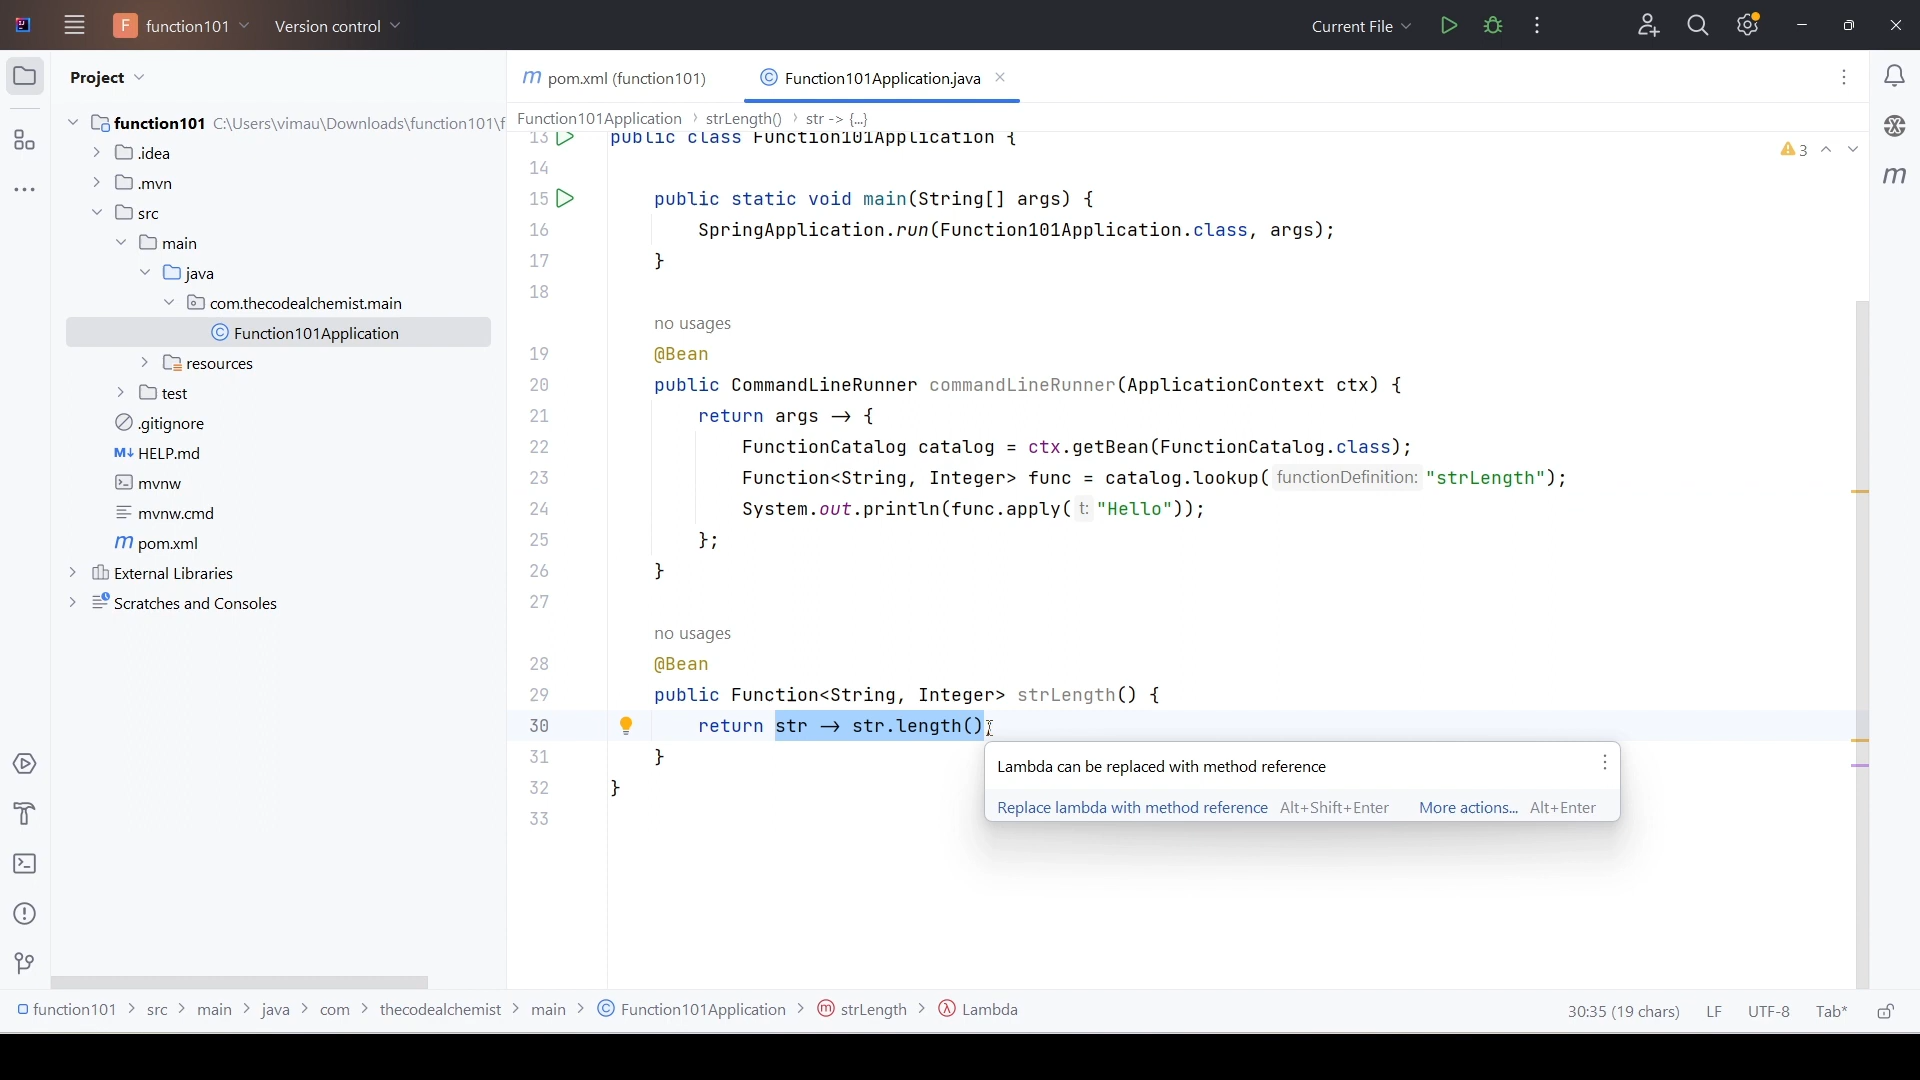 F function101 Version control Current File
Project
pom.xml (function101) Function101Application.java
function101 C:\Users\vimau\Downloads\function101\f
Function101Application > strLength() > str -> {...}
.idea
.mvn
src
main
java
com.thecodealchemist.main
Function101Application
resources
test
.gitignore
M↓ HELP.md
mvnw
mvnw.cmd
m pom.xml
External Libraries
Scratches and Consoles
3
13 public class Function101Application {
14
15 public static void main(String[] args) {
16 SpringApplication.run(Function101Application.class, args);
17 }
18
no usages
19 @Bean
20 public CommandLineRunner commandLineRunner(ApplicationContext ctx) {
21 return args → {
22 FunctionCatalog catalog = ctx.getBean(FunctionCatalog.class);
23 Function<String, Integer> func = catalog.lookup( functionDefinition: "strLength");
24 System.out.println(func.apply( t: "Hello"));
25 };
26 }
27
no usages
28 @Bean
29 public Function<String, Integer> strLength() {
30 return str → str.length()
31 }
32 }
33
Lambda can be replaced with method reference
Replace lambda with method reference Alt+Shift+Enter More actions... Alt+Enter
function101 > src > main > java > com > thecodealchemist > main > Function101Application > strLength > Lambda
30:35 (19 chars) LF UTF-8 Tab*